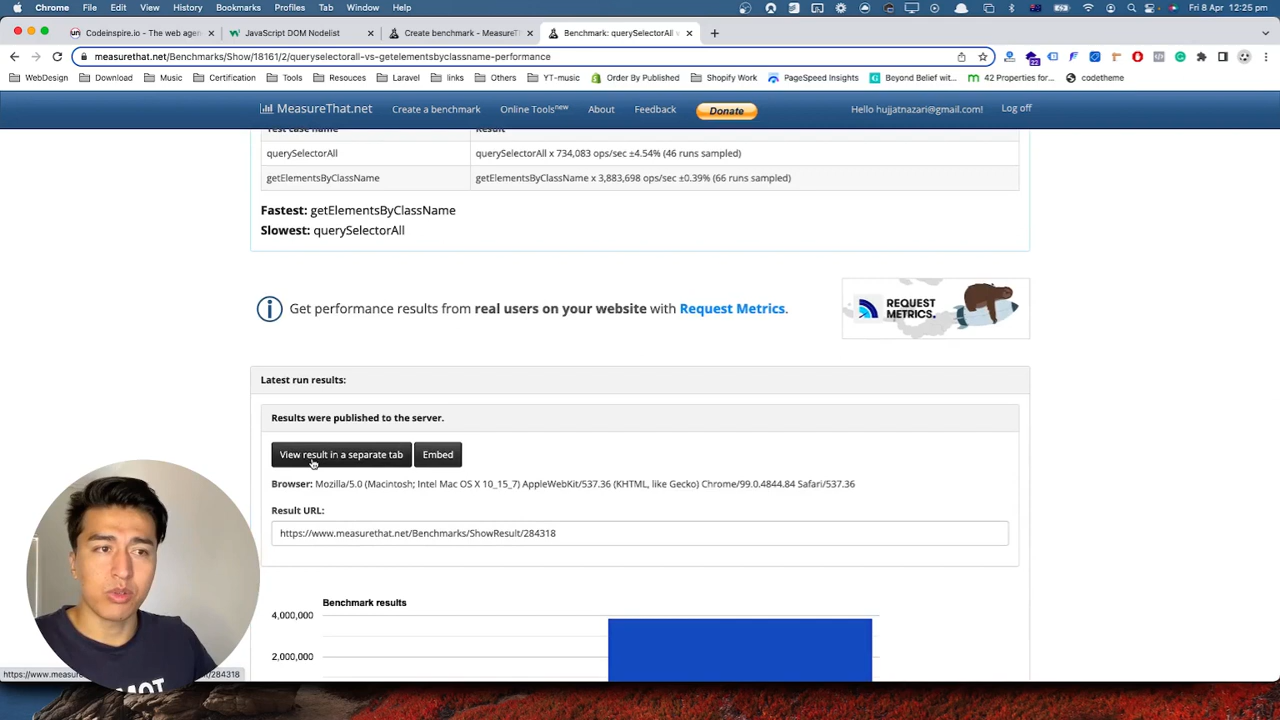 Chrome File Edit View History Bookmarks Profiles Tab Window Help Fri 8 Apr 12:25 pm
Codeinspire.io - The web agen JavaScript DOM Nodelist Create benchmark - MeasureT Benchmark: querySelectorAll v
measurethat.net/Benchmarks/Show/18161/2/queryselectorall-vs-getelementsbyclassname-performance
WebDesign Download Music Certification Tools Resouces Laravel links Others YT-music Order By Published Shopify Work PageSpeed Insights Beyond Belief wit... 42 Properties for... codetheme
MeasureThat.net Create a benchmark Online Tools new About Feedback Donate Hello hujjatnazari@gmail.com! Log off
Test case name Result
querySelectorAll querySelectorAll x 734,083 ops/sec ±4.54% (46 runs sampled)
getElementsByClassName getElementsByClassName x 3,883,698 ops/sec ±0.39% (66 runs sampled)
Fastest: getElementsByClassName
Slowest: querySelectorAll
Get performance results from real users on your website with Request Metrics.
REQUEST
METRICS.
Latest run results:
Results were published to the server.
View result in a separate tab Embed
Browser: Mozilla/5.0 (Macintosh; Intel Mac OS X 10_15_7) AppleWebKit/537.36 (KHTML, like Gecko) Chrome/99.0.4844.84 Safari/537.36
Result URL:
https://www.measurethat.net/Benchmarks/ShowResult/284318
Benchmark results
4,000,000
2,000,000